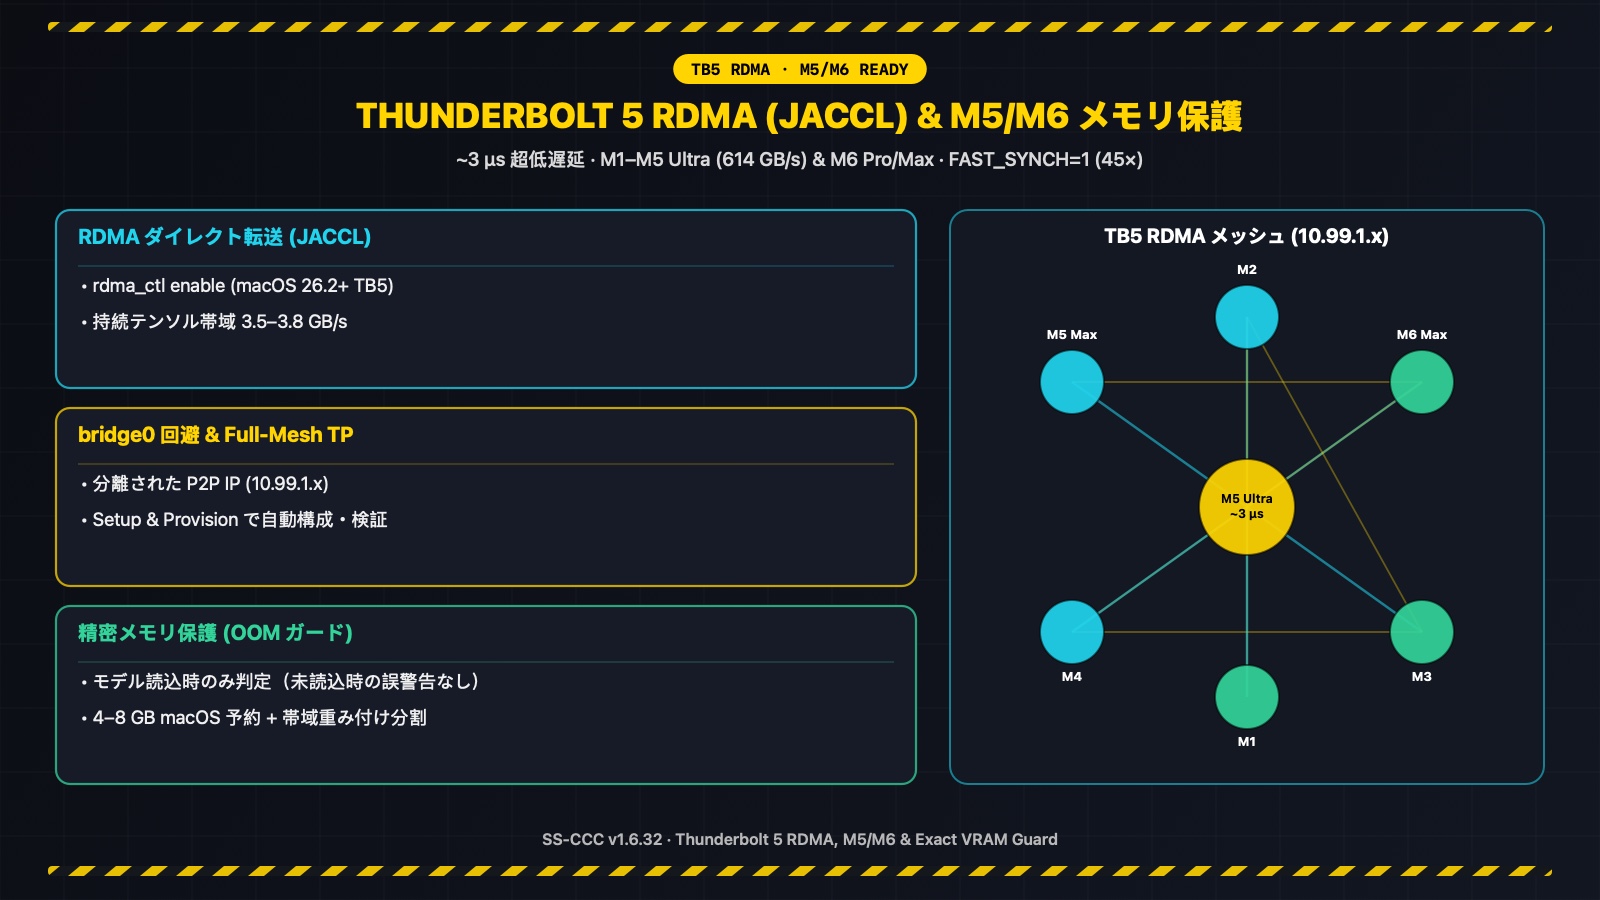 TB5 RDMA · M5/M6 READY
THUNDERBOLT 5 RDMA (JACCL) & M5/M6 メモリ保護
~3 µs 超低遅延 · M1–M5 Ultra (614 GB/s) & M6 Pro/Max · FAST_SYNCH=1 (45×)
RDMA ダイレクト転送 (JACCL)
• rdma_ctl enable (macOS 26.2+ TB5)
• 持続テンソル帯域 3.5–3.8 GB/s
bridge0 回避 & Full-Mesh TP
• 分離された P2P IP (10.99.1.x)
• Setup & Provision で自動構成・検証
精密メモリ保護 (OOM ガード)
• モデル読込時のみ判定（未読込時の誤警告なし）
• 4–8 GB macOS 予約 + 帯域重み付け分割
TB5 RDMA メッシュ (10.99.1.x)
M2
M5 Max
M6 Max
M5 Ultra
~3 µs
M4
M3
M1
SS-CCC v1.6.32 · Thunderbolt 5 RDMA, M5/M6 & Exact VRAM Guard